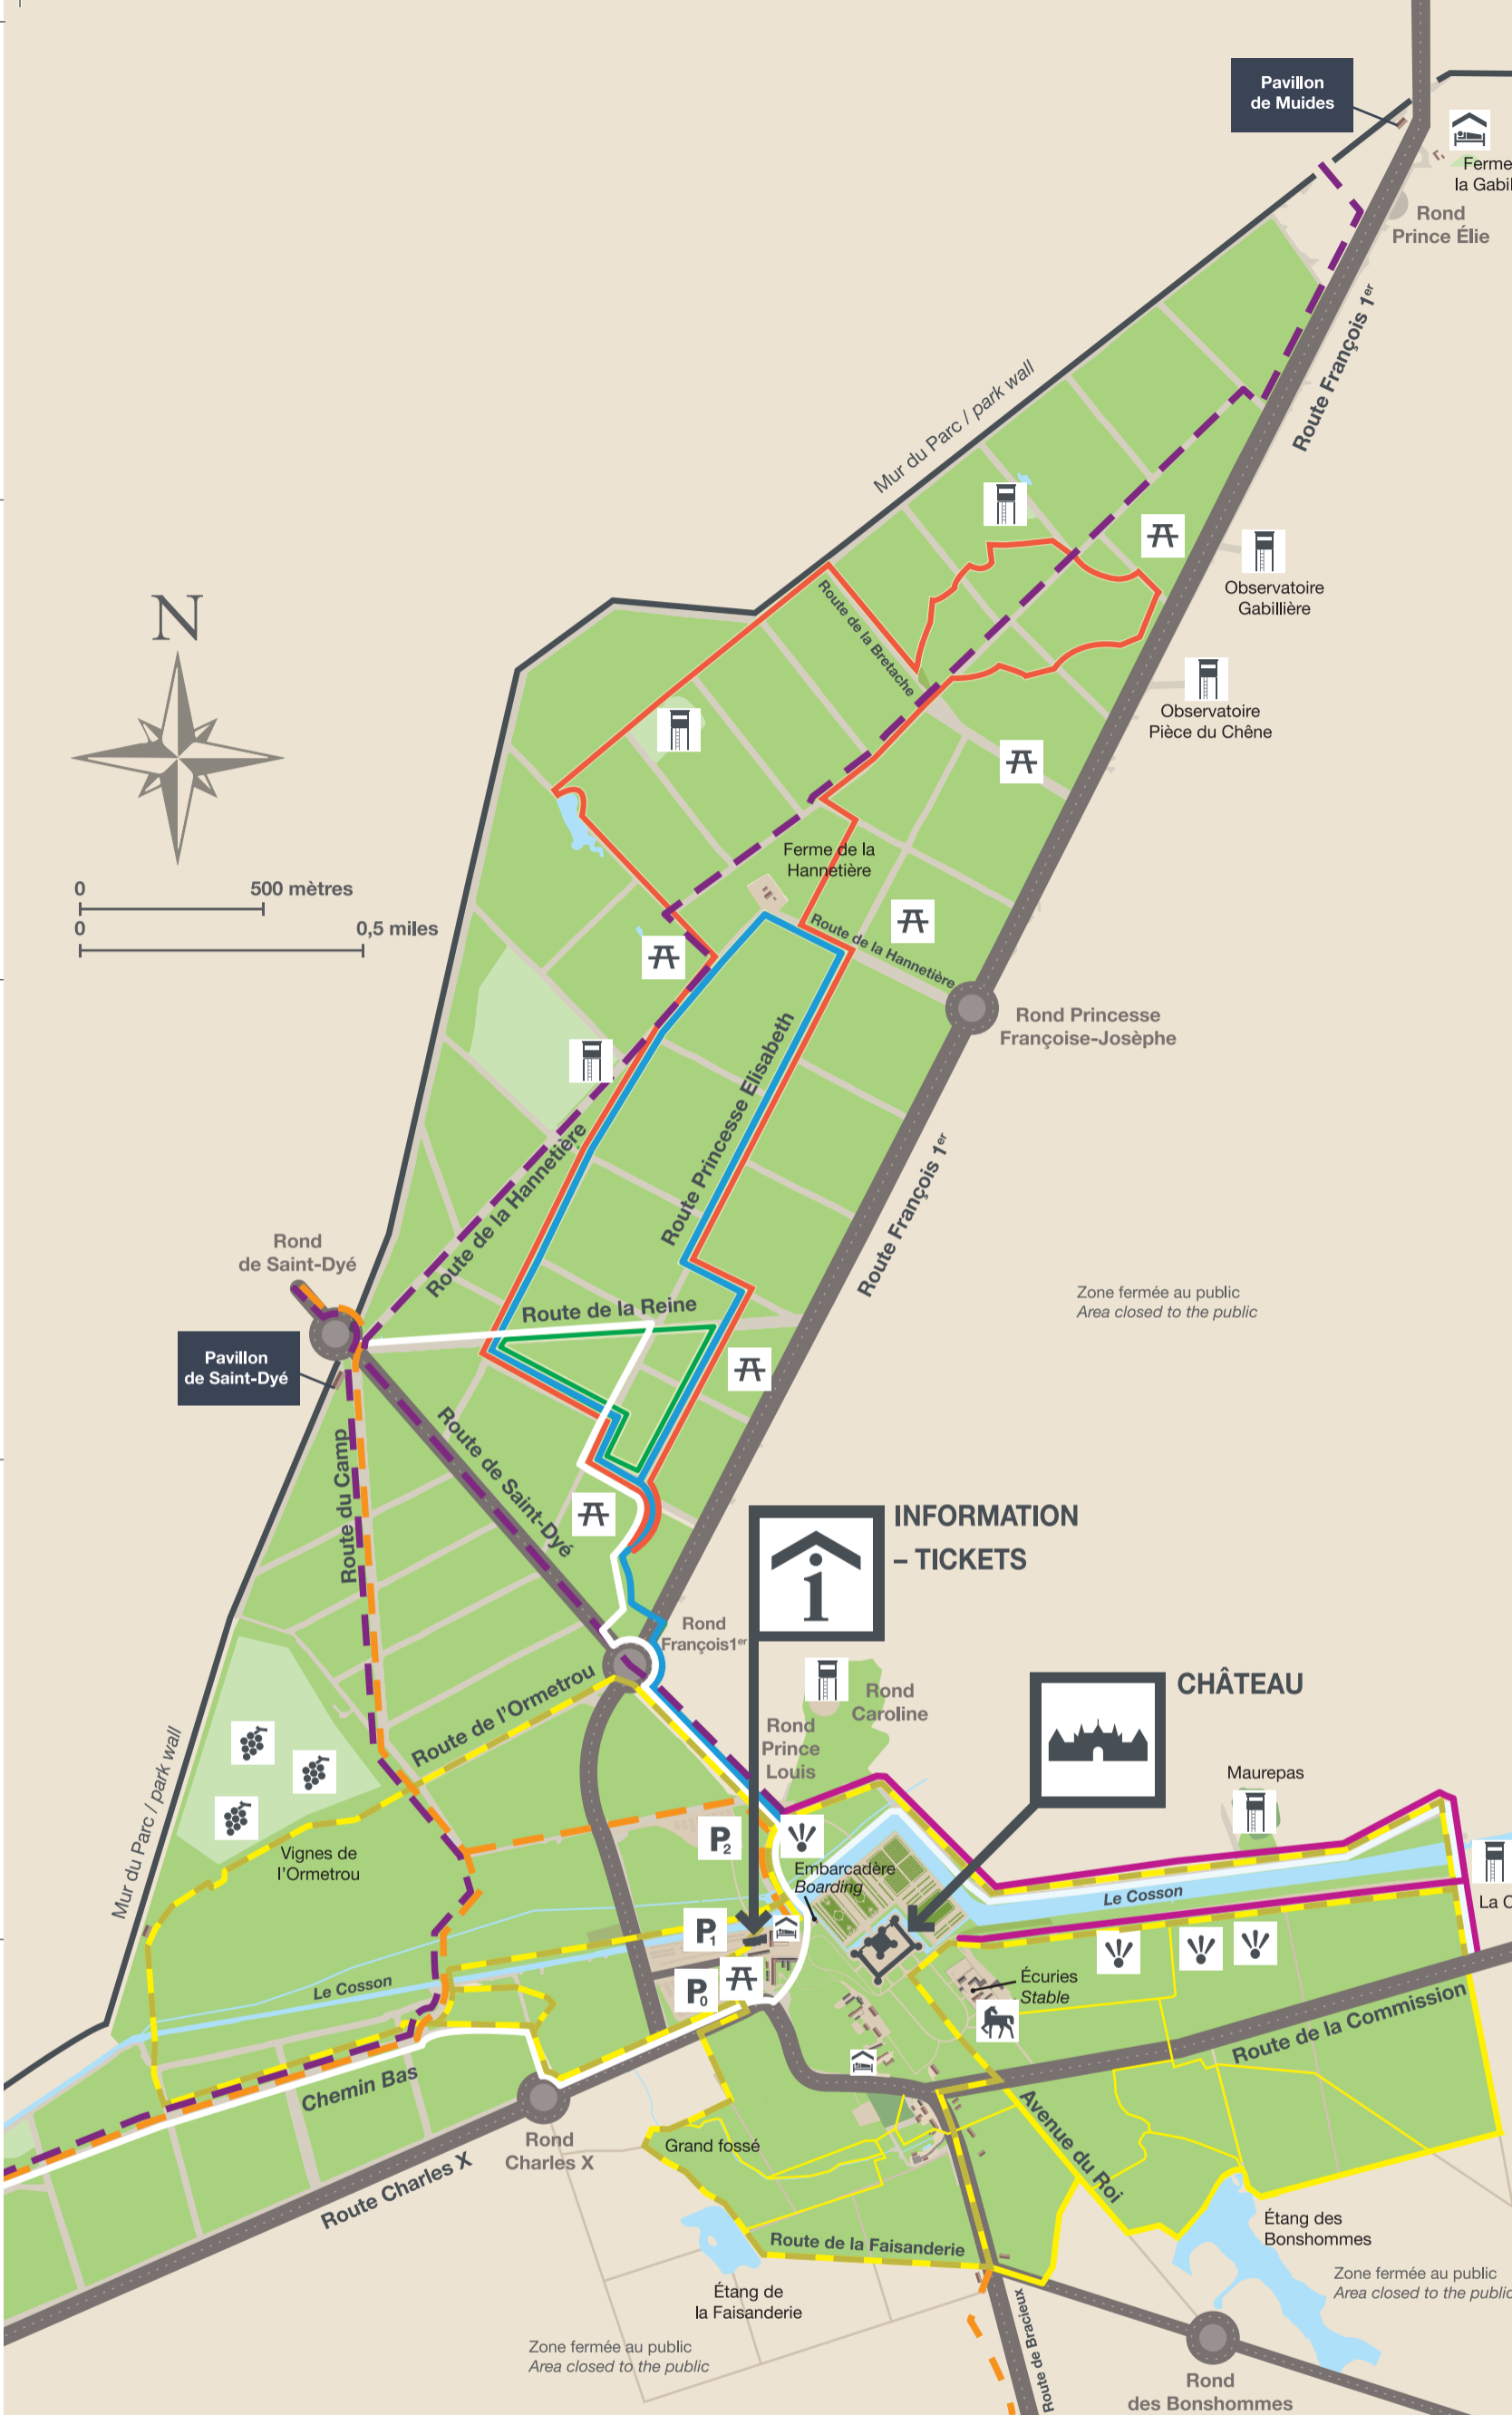 Pavillon
de Muides
Ferme
la Gabil
Rond
Prince Élie
Route François 1er
Mur du Parc / park wall
Observatoire
Gabillière
Route de la Bretache
Observatoire
Pièce du Chêne
N
0 500 mètres
0 0,5 miles
Ferme de la
Hannetière
Route de la Hannetière
Rond Princesse
Françoise-Josèphe
Route Princesse Elisabeth
Route de la Hannetière
Route François 1er
Rond
de Saint-Dyé
Zone fermée au public
Area closed to the public
Route de la Reine
Pavillon
de Saint-Dyé
Route du Camp
Route de Saint-Dyé
INFORMATION
– TICKETS
i
Rond
François1er
CHÂTEAU
Rond
Caroline
Rond
Prince
Louis
Route de l'Ormetrou
Mur du Parc / park wall
Maurepas
P2
Vignes de
l'Ormetrou
Embarcadère
Boarding
Le Cosson
La C
P1
P0
Écuries
Stable
Le Cosson
Route de la Commission
Chemin Bas
Avenue du Roi
Rond
Charles X
Grand fossé
Route Charles X
Étang des
Bonshommes
Route de la Faisanderie
Zone fermée au public
Area closed to the public
Étang de
la Faisanderie
Route de Bracieux
Zone fermée au public
Area closed to the public
Rond
des Bonshommes